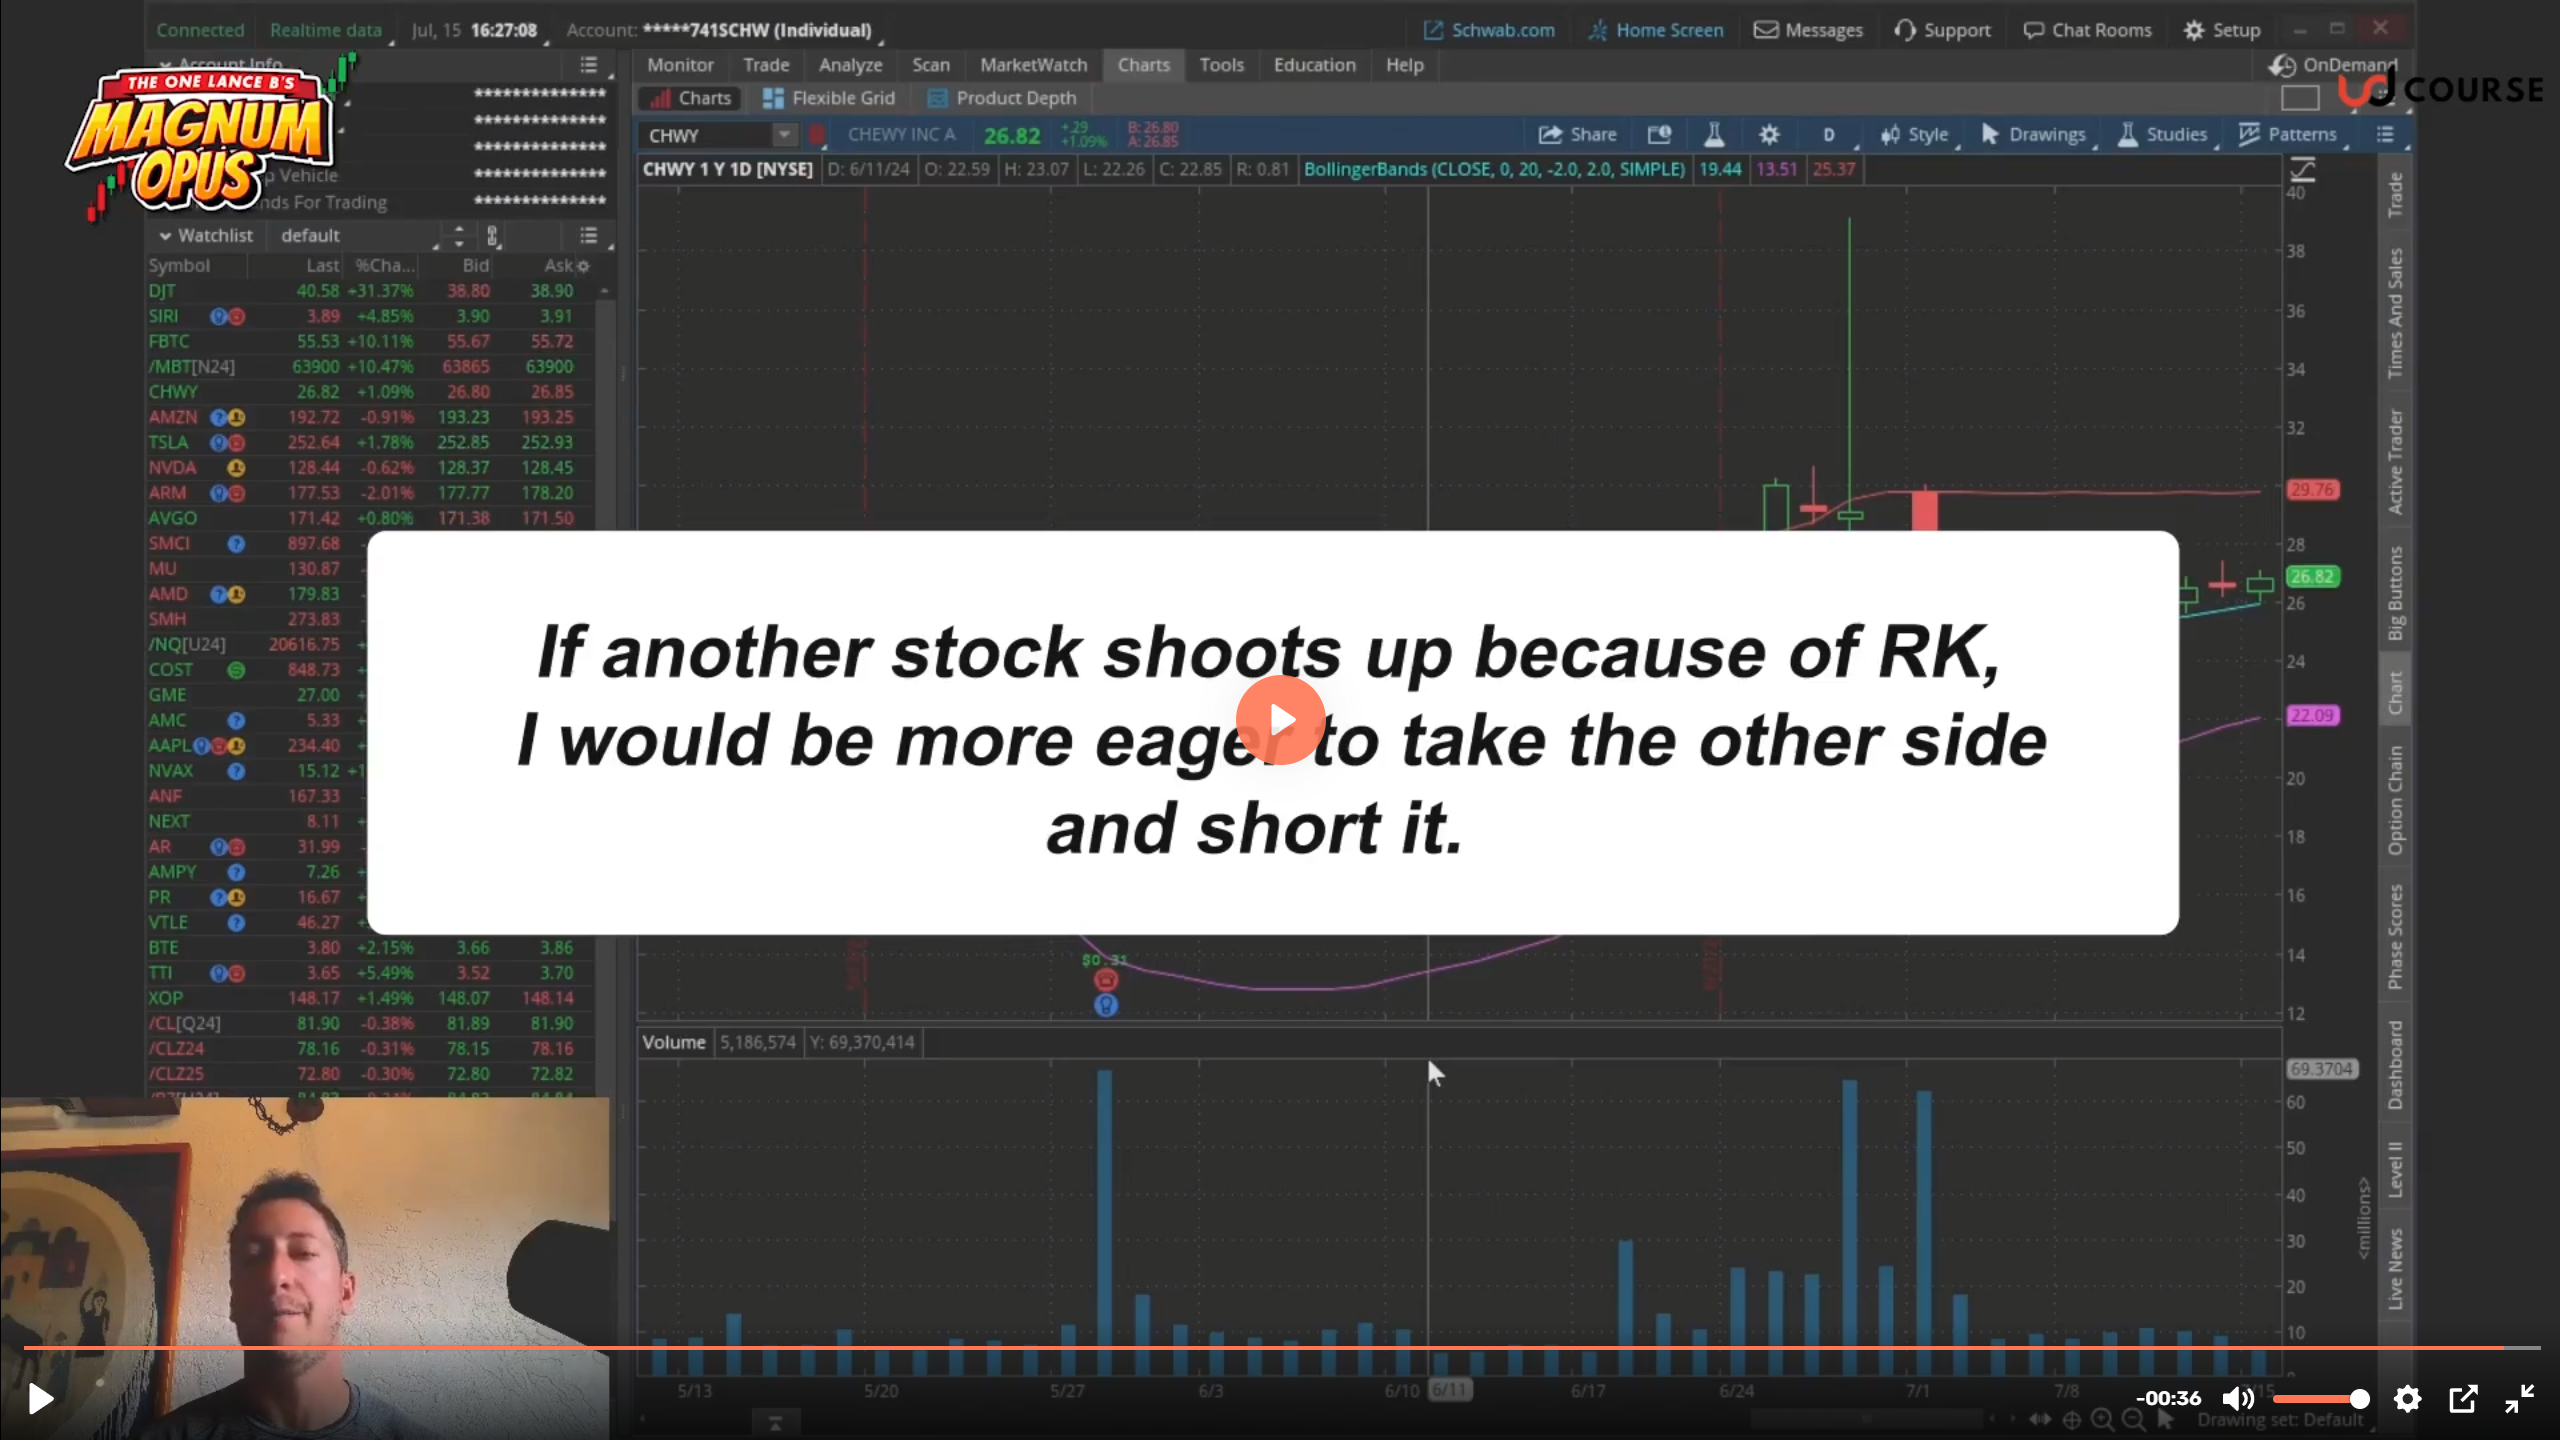 Connected Realtime data Jul, 15 16:27:08 Account: *****741SCHW (Individual) Schwab.com Home Screen Messages Support Chat Rooms Setup
Account Info Monitor Trade Analyze Scan MarketWatch Charts Tools Education Help OnDemand
THE ONE LANCE B'S
MAGNUM
OPUS
COURSE
**************
**************
**************
Vehicle **************
nds For Trading **************
Charts Flexible Grid Product Depth
CHWY CHEWY INC A 26.82 +.29 +1.09% B: 26.80 A: 26.85 Share D Style Drawings Studies Patterns
CHWY 1 Y 1D [NYSE] D: 6/11/24 O: 22.59 H: 23.07 L: 22.26 C: 22.85 R: 0.81 BollingerBands (CLOSE, 0, 20, -2.0, 2.0, SIMPLE) 19.44 13.51 25.37
Watchlist default
Symbol Last %Cha... Bid Ask
DJT 40.58 +31.37% 38.80 38.90
SIRI 3.89 +4.85% 3.90 3.91
FBTC 55.53 +10.11% 55.67 55.72
/MBT[N24] 63900 +10.47% 63865 63900
CHWY 26.82 +1.09% 26.80 26.85
AMZN 192.72 -0.91% 193.23 193.25
TSLA 252.64 +1.78% 252.85 252.93
NVDA 128.44 -0.62% 128.37 128.45
ARM 177.53 -2.01% 177.77 178.20
AVGO 171.42 +0.80% 171.38 171.50
SMCI 897.68
MU 130.87
AMD 179.83
SMH 273.83
/NQ[U24] 20616.75
COST 848.73
GME 27.00
AMC 5.33
AAPL 234.40
NVAX 15.12 +1
ANF 167.33
NEXT 8.11
AR 31.99
AMPY 7.26
PR 16.67
VTLE 46.27
BTE 3.80 +2.15% 3.66 3.86
TTI 3.65 +5.49% 3.52 3.70
XOP 148.17 +1.49% 148.07 148.14
/CL[Q24] 81.90 -0.38% 81.89 81.90
/CLZ24 78.16 -0.31% 78.15 78.16
/CLZ25 72.80 -0.30% 72.80 72.82
If another stock shoots up because of RK,
I would be more eager to take the other side
and short it.
40
38
36
34
32
29.76
28
26.82
26
24
22.09
20
18
16
14
12
$0.31
Volume 5,186,574 Y: 69,370,414
69.3704
60
50
40
30
20
10
<millions>
5/13 5/20 5/27 6/3 6/10 6/11 6/17 6/24 7/1 7/8
Trade
Times And Sales
Active Trader
Big Buttons
Chart
Option Chain
Phase Scores
Dashboard
Level II
Live News
-00:36
Drawing set: Default